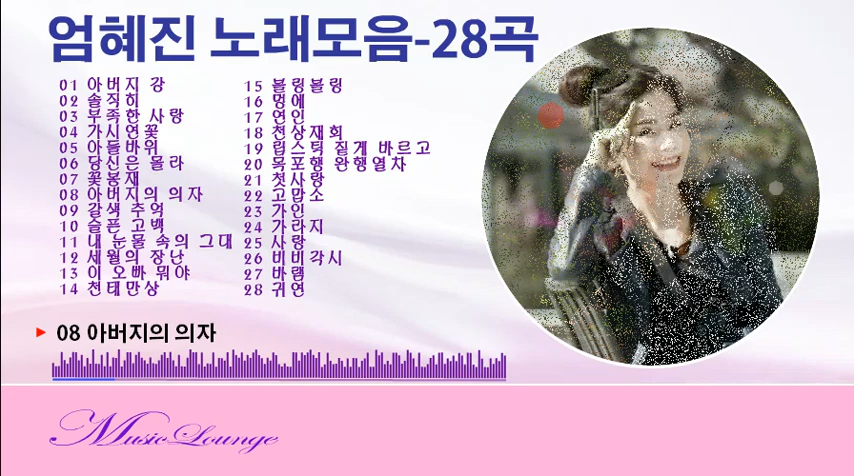 엄혜진 노래모음-28곡
01 아버지 강
02 솔직히
03 부족한 사랑
04 가시연꽃
05 아들바위
06 당신은 몰라
07 꽃봉재
08 아버지의 의자
09 갈색 추억
10 슬픈 고백
11 내 눈물 속의 그대
12 세월의 장난
13 이 오빠 뭐야
14 천태만상
15 볼링볼링
16 멍에
17 연인
18 천상재회
19 립스틱 짙게 바르고
20 목포행 완행열차
21 첫사랑
22 고맙소
23 가인
24 가라지
25 사랑
26 비비각시
27 바램
28 귀연
08 아버지의 의자
Music Lounge